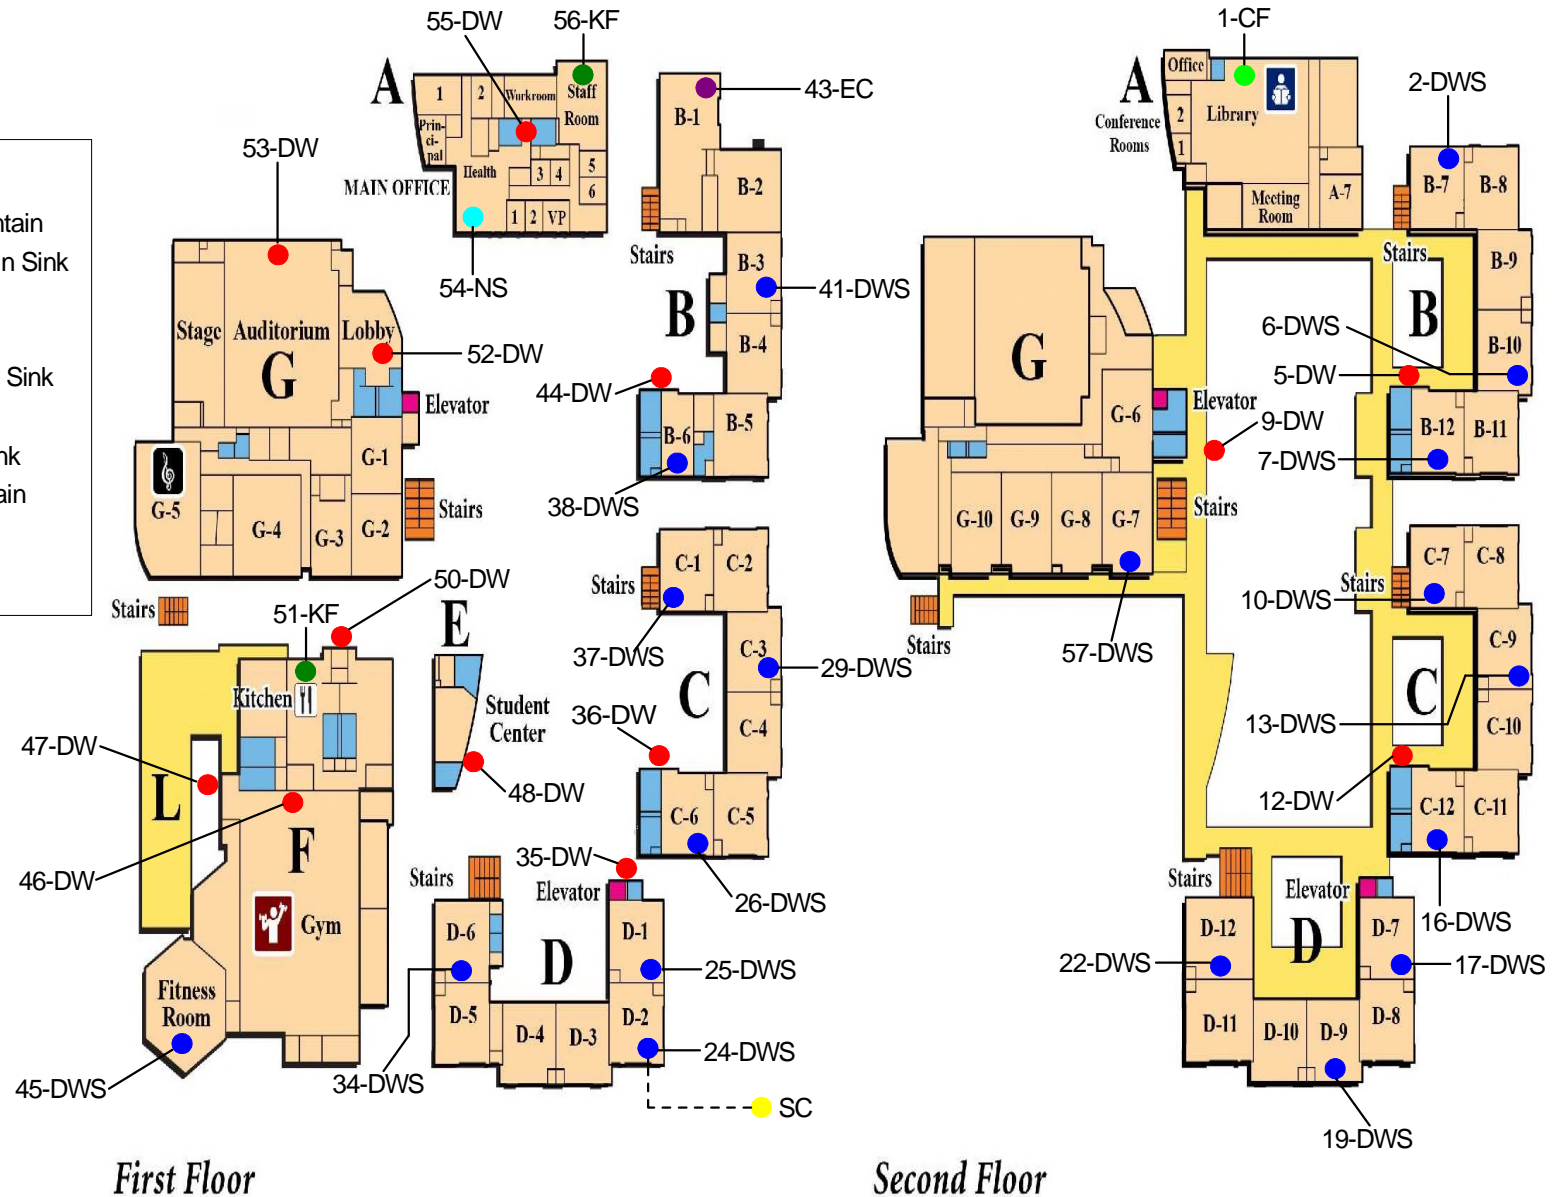 ntain
n Sink
Sink
nk
ain
55-DW
56-KF
A
1
2
Workroom
Staff
Room
Prin-
ci-
pal
Health
3
4
5
6
MAIN OFFICE
1
2
VP
54-NS
53-DW
Stage
Auditorium
Lobby
G
52-DW
Elevator
G-1
G-5
G-4
G-3
G-2
Stairs
Stairs
43-EC
B-1
B-2
Stairs
B-3
B
41-DWS
B-4
44-DW
B-5
B-6
38-DWS
C-1
C-2
Stairs
37-DWS
C-3
29-DWS
C
36-DW
C-4
C-6
C-5
26-DWS
50-DW
51-KF
E
Kitchen
Student
Center
48-DW
47-DW
L
46-DW
F
Gym
Fitness
Room
45-DWS
35-DW
Stairs
Elevator
D-6
D-1
D
25-DWS
D-5
D-4
D-3
D-2
24-DWS
34-DWS
SC
First Floor
1-CF
A
Office
Conference
Rooms
2
1
Library
Meeting
Room
A-7
2-DWS
B-7
B-8
Stairs
B-9
B
6-DWS
B-10
5-DW
B-12
B-11
7-DWS
G
G-6
Elevator
9-DW
G-10
G-9
G-8
G-7
Stairs
Stairs
57-DWS
C-7
C-8
Stairs
10-DWS
C-9
C
13-DWS
C-10
12-DW
C-12
C-11
16-DWS
Stairs
Elevator
D-12
D-7
D
22-DWS
17-DWS
D-11
D-10
D-9
D-8
19-DWS
Second Floor